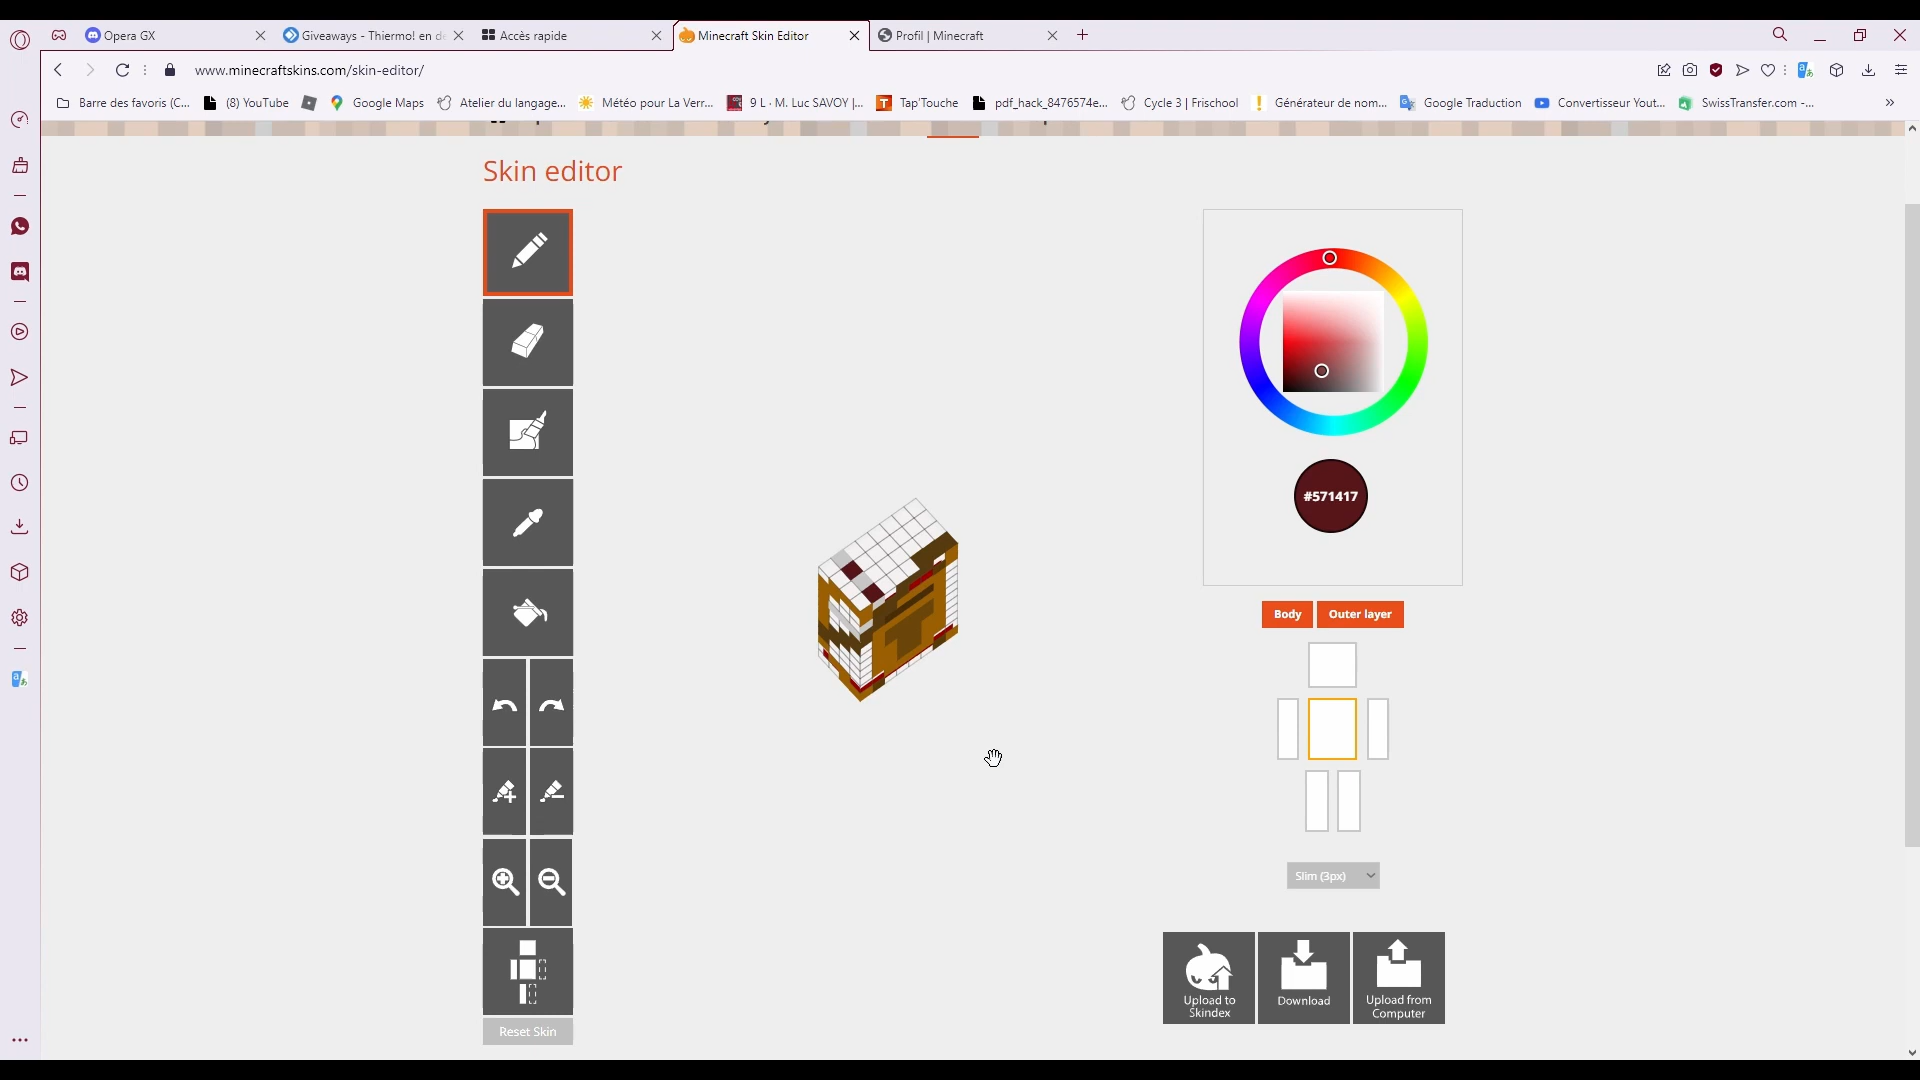 Opera GX
Giveaways - Thiermo! en de
Accès rapide
Minecraft Skin Editor
Profil | Minecraft
www.minecraftskins.com/skin-editor/
Barre des favoris (C...
(8) YouTube
Google Maps
Atelier du langage...
Météo pour La Verr...
9 L · M. Luc SAVOY |...
Tap'Touche
pdf_hack_8476574e...
Cycle 3 | Frischool
Générateur de nom...
Google Traduction
Convertisseur Yout...
SwissTransfer.com -...
Skin editor
#571417
Body
Outer layer
Slim (3px)
Upload to
Skindex
Download
Upload from
Computer
Reset Skin